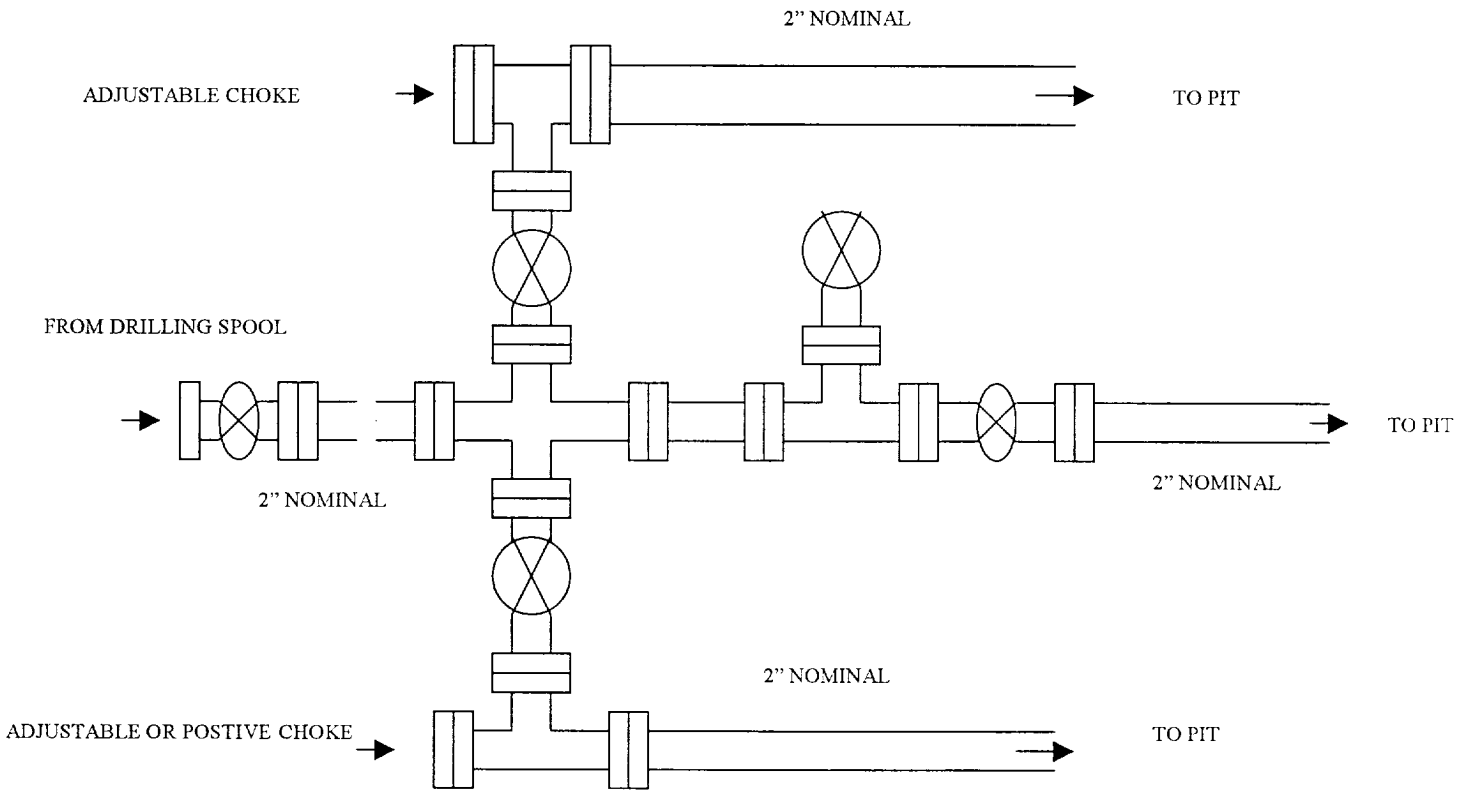 2” NOMINAL
ADJUSTABLE CHOKE
TO PIT
FROM DRILLING SPOOL
TO PIT
2” NOMINAL
2” NOMINAL
2” NOMINAL
ADJUSTABLE OR POSTIVE CHOKE
TO PIT